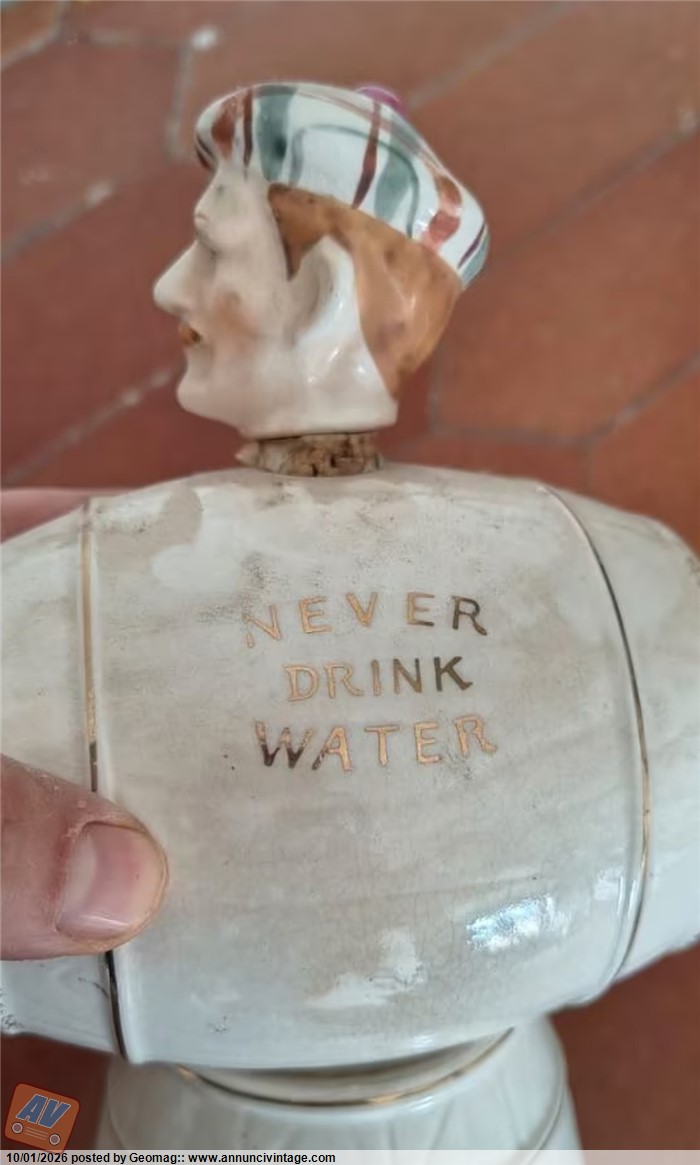 NEVER
DRINK
WATER
AV
10/01/2026 posted by Geomag:: www.annuncivintage.com